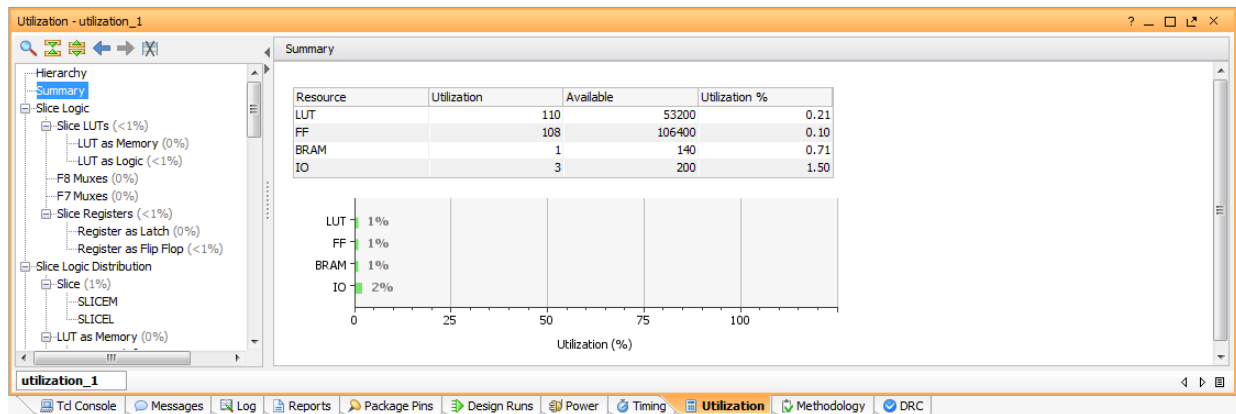 Utilization - utilization_1
Summary
Hierarchy
Summary
Slice Logic
Slice LUTs (<1%)
LUT as Memory (0%)
LUT as Logic (<1%)
F8 Muxes (0%)
F7 Muxes (0%)
Slice Registers (<1%)
Register as Latch (0%)
Register as Flip Flop (<1%)
Slice Logic Distribution
Slice (1%)
SLICEM
SLICEL
LUT as Memory (0%)
Resource Utilization Available Utilization %
LUT 110 53200 0.21
FF 108 106400 0.10
BRAM 1 140 0.71
IO 3 200 1.50
LUT 1%
FF 1%
BRAM 1%
IO 2%
0 25 50 75 100
Utilization (%)
utilization_1
Tcl Console Messages Log Reports Package Pins Design Runs Power Timing Utilization Methodology DRC